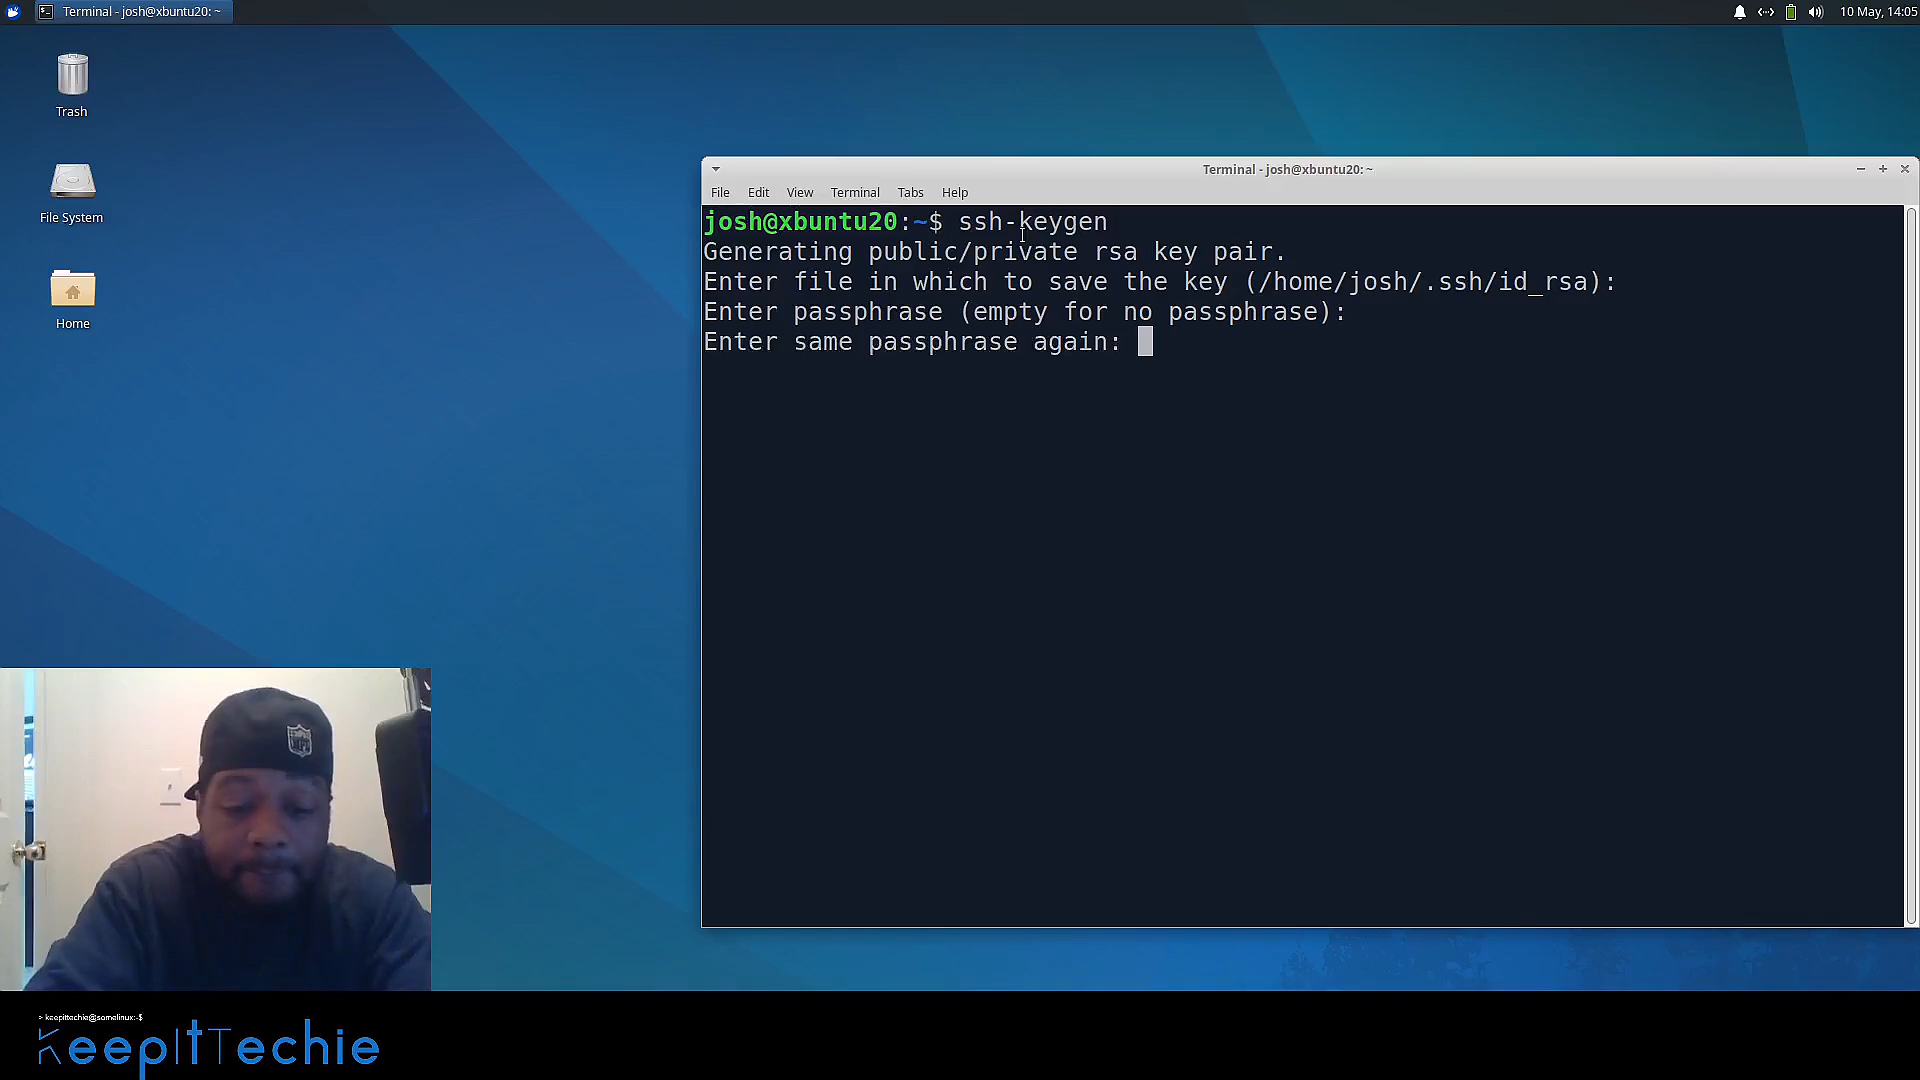 Terminal - josh@xbuntu20: ~
10 May, 14:05
Trash
File System
Home
Terminal - josh@xbuntu20: ~
File Edit View Terminal Tabs Help
josh@xbuntu20:~$ ssh-keygen
Generating public/private rsa key pair.
Enter file in which to save the key (/home/josh/.ssh/id_rsa):
Enter passphrase (empty for no passphrase):
Enter same passphrase again:
> keepittechie@somelinux:-$
KeepItTechie